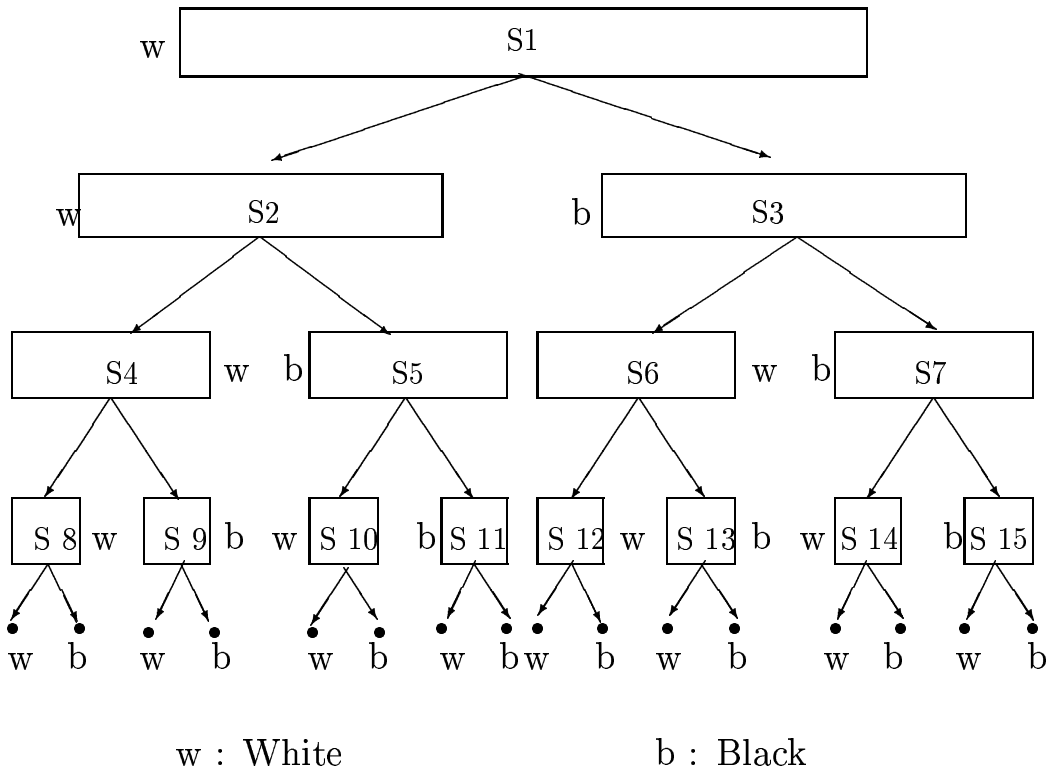 w S1
w S2 b S3
S4 w b S5 S6 w b S7
S 8 w S 9 b w S 10 b S 11 S 12 w S 13 b w S 14 b S 15
w b w b w b w b w b w b w b w b
w : White b : Black